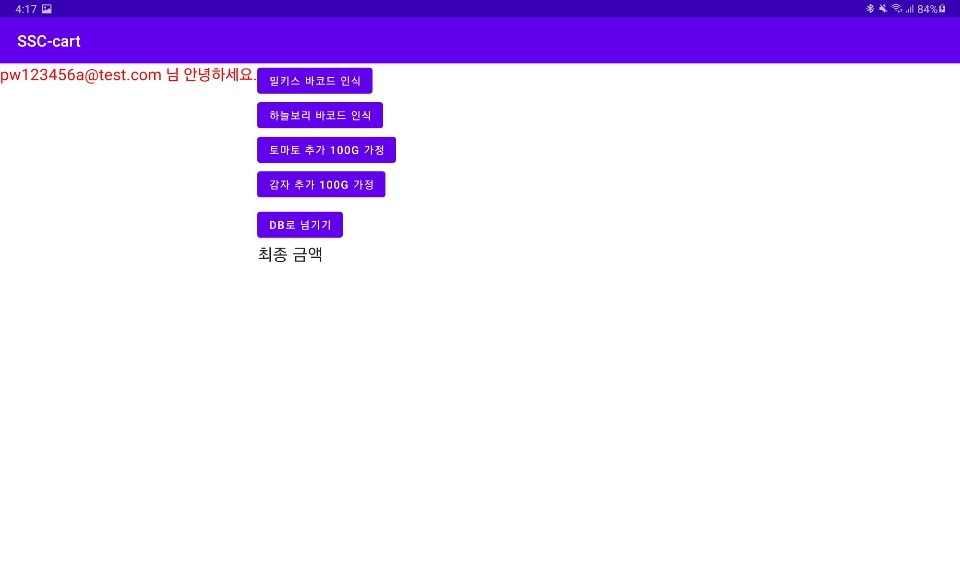 4:17 84%
SSC-cart
pw123456a@test.com 님 안녕하세요.
밀키스 바코드 인식
하늘보리 바코드 인식
토마토 추가 100G 가정
감자 추가 100G 가정
DB로 넘기기
최종 금액